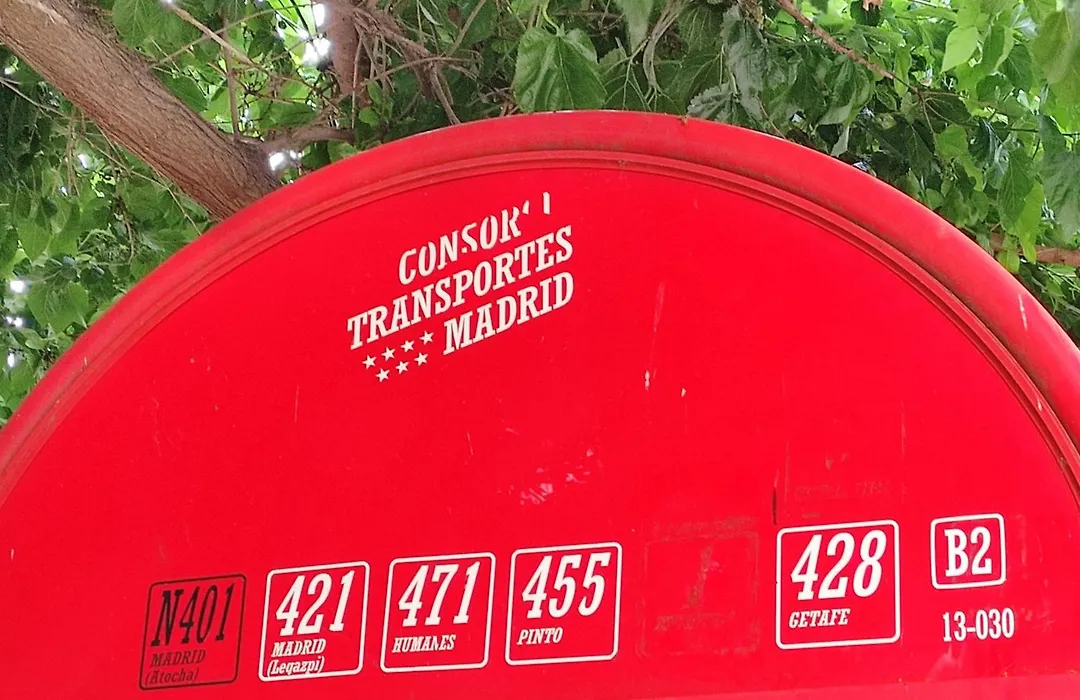 CONSOR
TRANSPORTES
MADRID
N401
MADRID
(Atocha)
421
MADRID
(Legazpi)
471
HUMANES
455
PINTO
428
GETAFE
B2
13-030